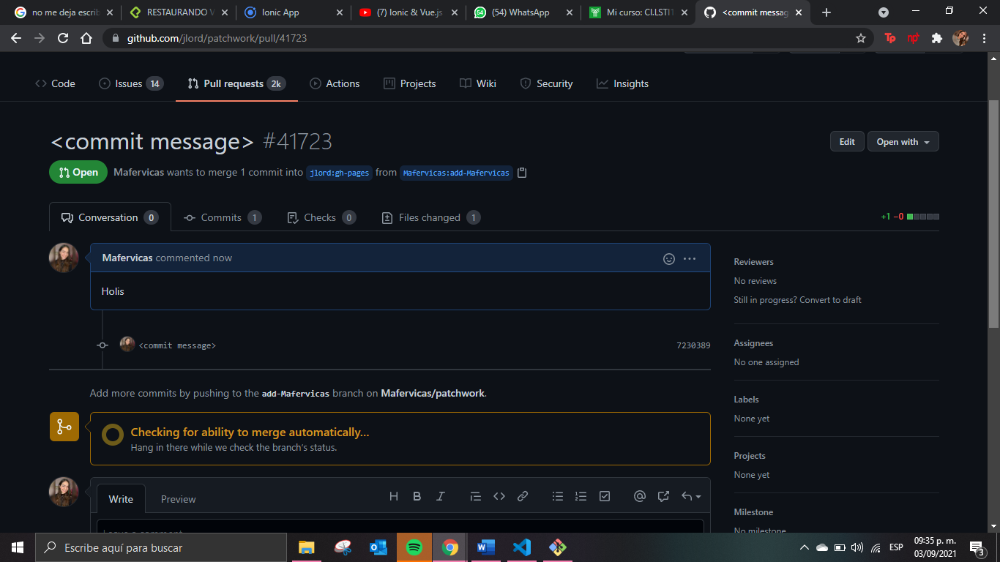 no me deja escrib
RESTAURANDO V
Ionic App
(7) Ionic & Vue.js
(54) WhatsApp
Mi curso: CI.LSTI1
<commit messag
github.com/jlord/patchwork/pull/41723
Code
Issues 14
Pull requests 2k
Actions
Projects
Wiki
Security
Insights
<commit message> #41723
Edit
Open with
Open
Mafervicas wants to merge 1 commit into jlord:gh-pages from Mafervicas:add-Mafervicas
Conversation 0
Commits 1
Checks 0
Files changed 1
+1 −0
Mafervicas commented now
Holis
<commit message>
7230389
Add more commits by pushing to the add-Mafervicas branch on Mafervicas/patchwork.
Checking for ability to merge automatically...
Hang in there while we check the branch's status.
Write
Preview
Leave a comment
Reviewers
No reviews
Still in progress? Convert to draft
Assignees
No one assigned
Labels
None yet
Projects
None yet
Milestone
No milestone
Escribe aquí para buscar
ESP
09:35 p. m.
03/09/2021
3